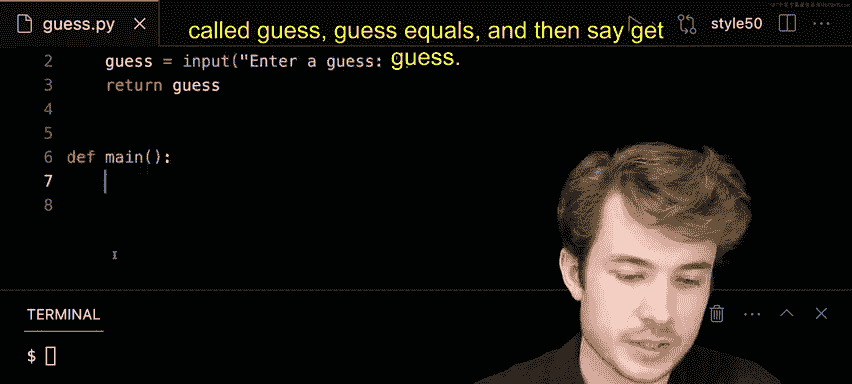 guess.py
called guess, guess equals, and then say get
guess.
style50
2 guess = input("Enter a guess:
3 return guess
4
5
6 def main():
7
8
TERMINAL
$